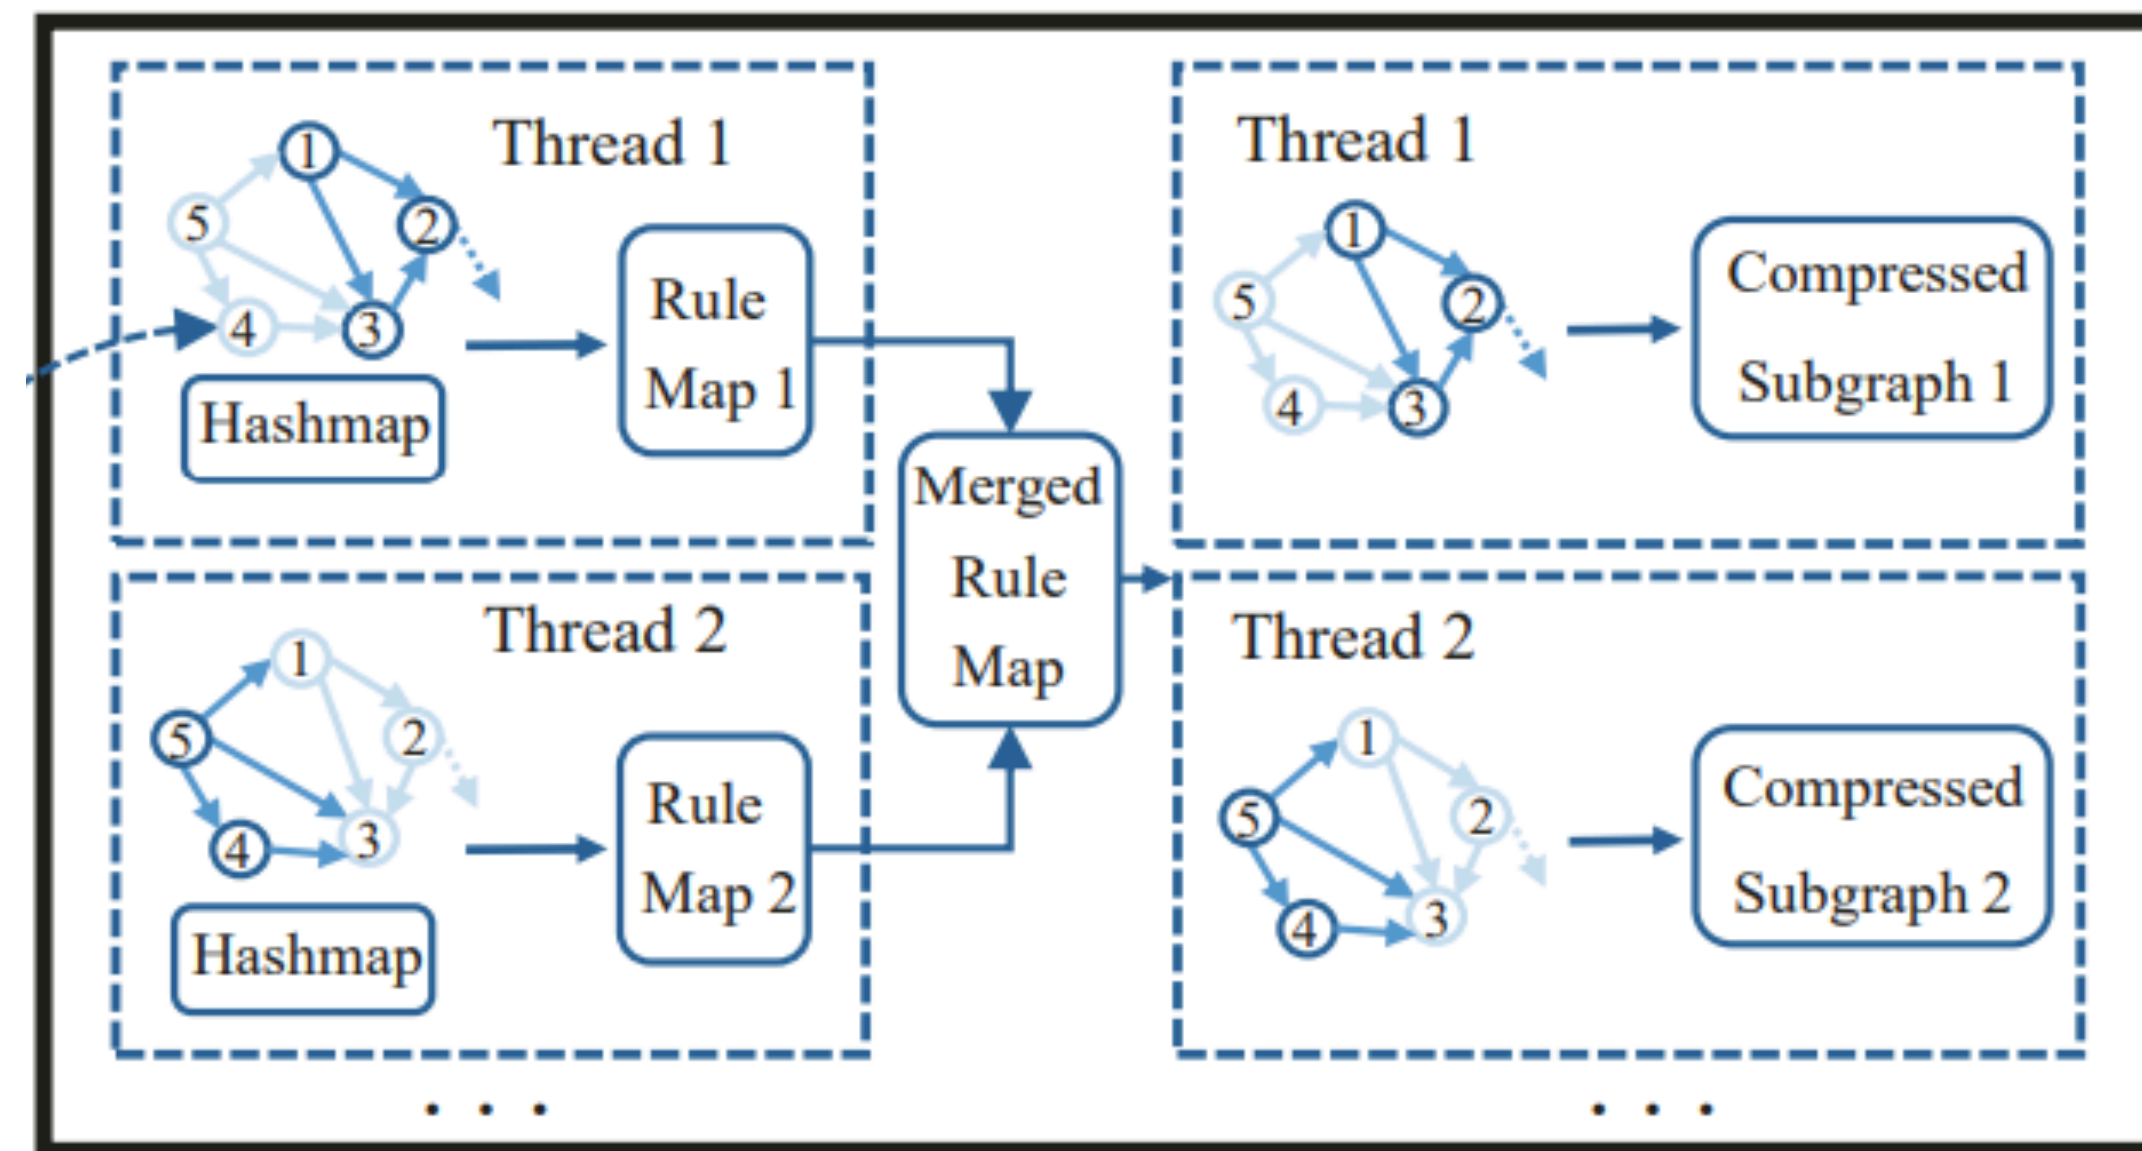 Thread 1
1
5
2
4
3
Hashmap
Rule
Map 1
Thread 2
1
5
2
4
3
Hashmap
Rule
Map 2
Merged
Rule
Map
Thread 1
1
5
2
4
3
Compressed
Subgraph 1
Thread 2
1
5
2
4
3
Compressed
Subgraph 2
. . .
. . .